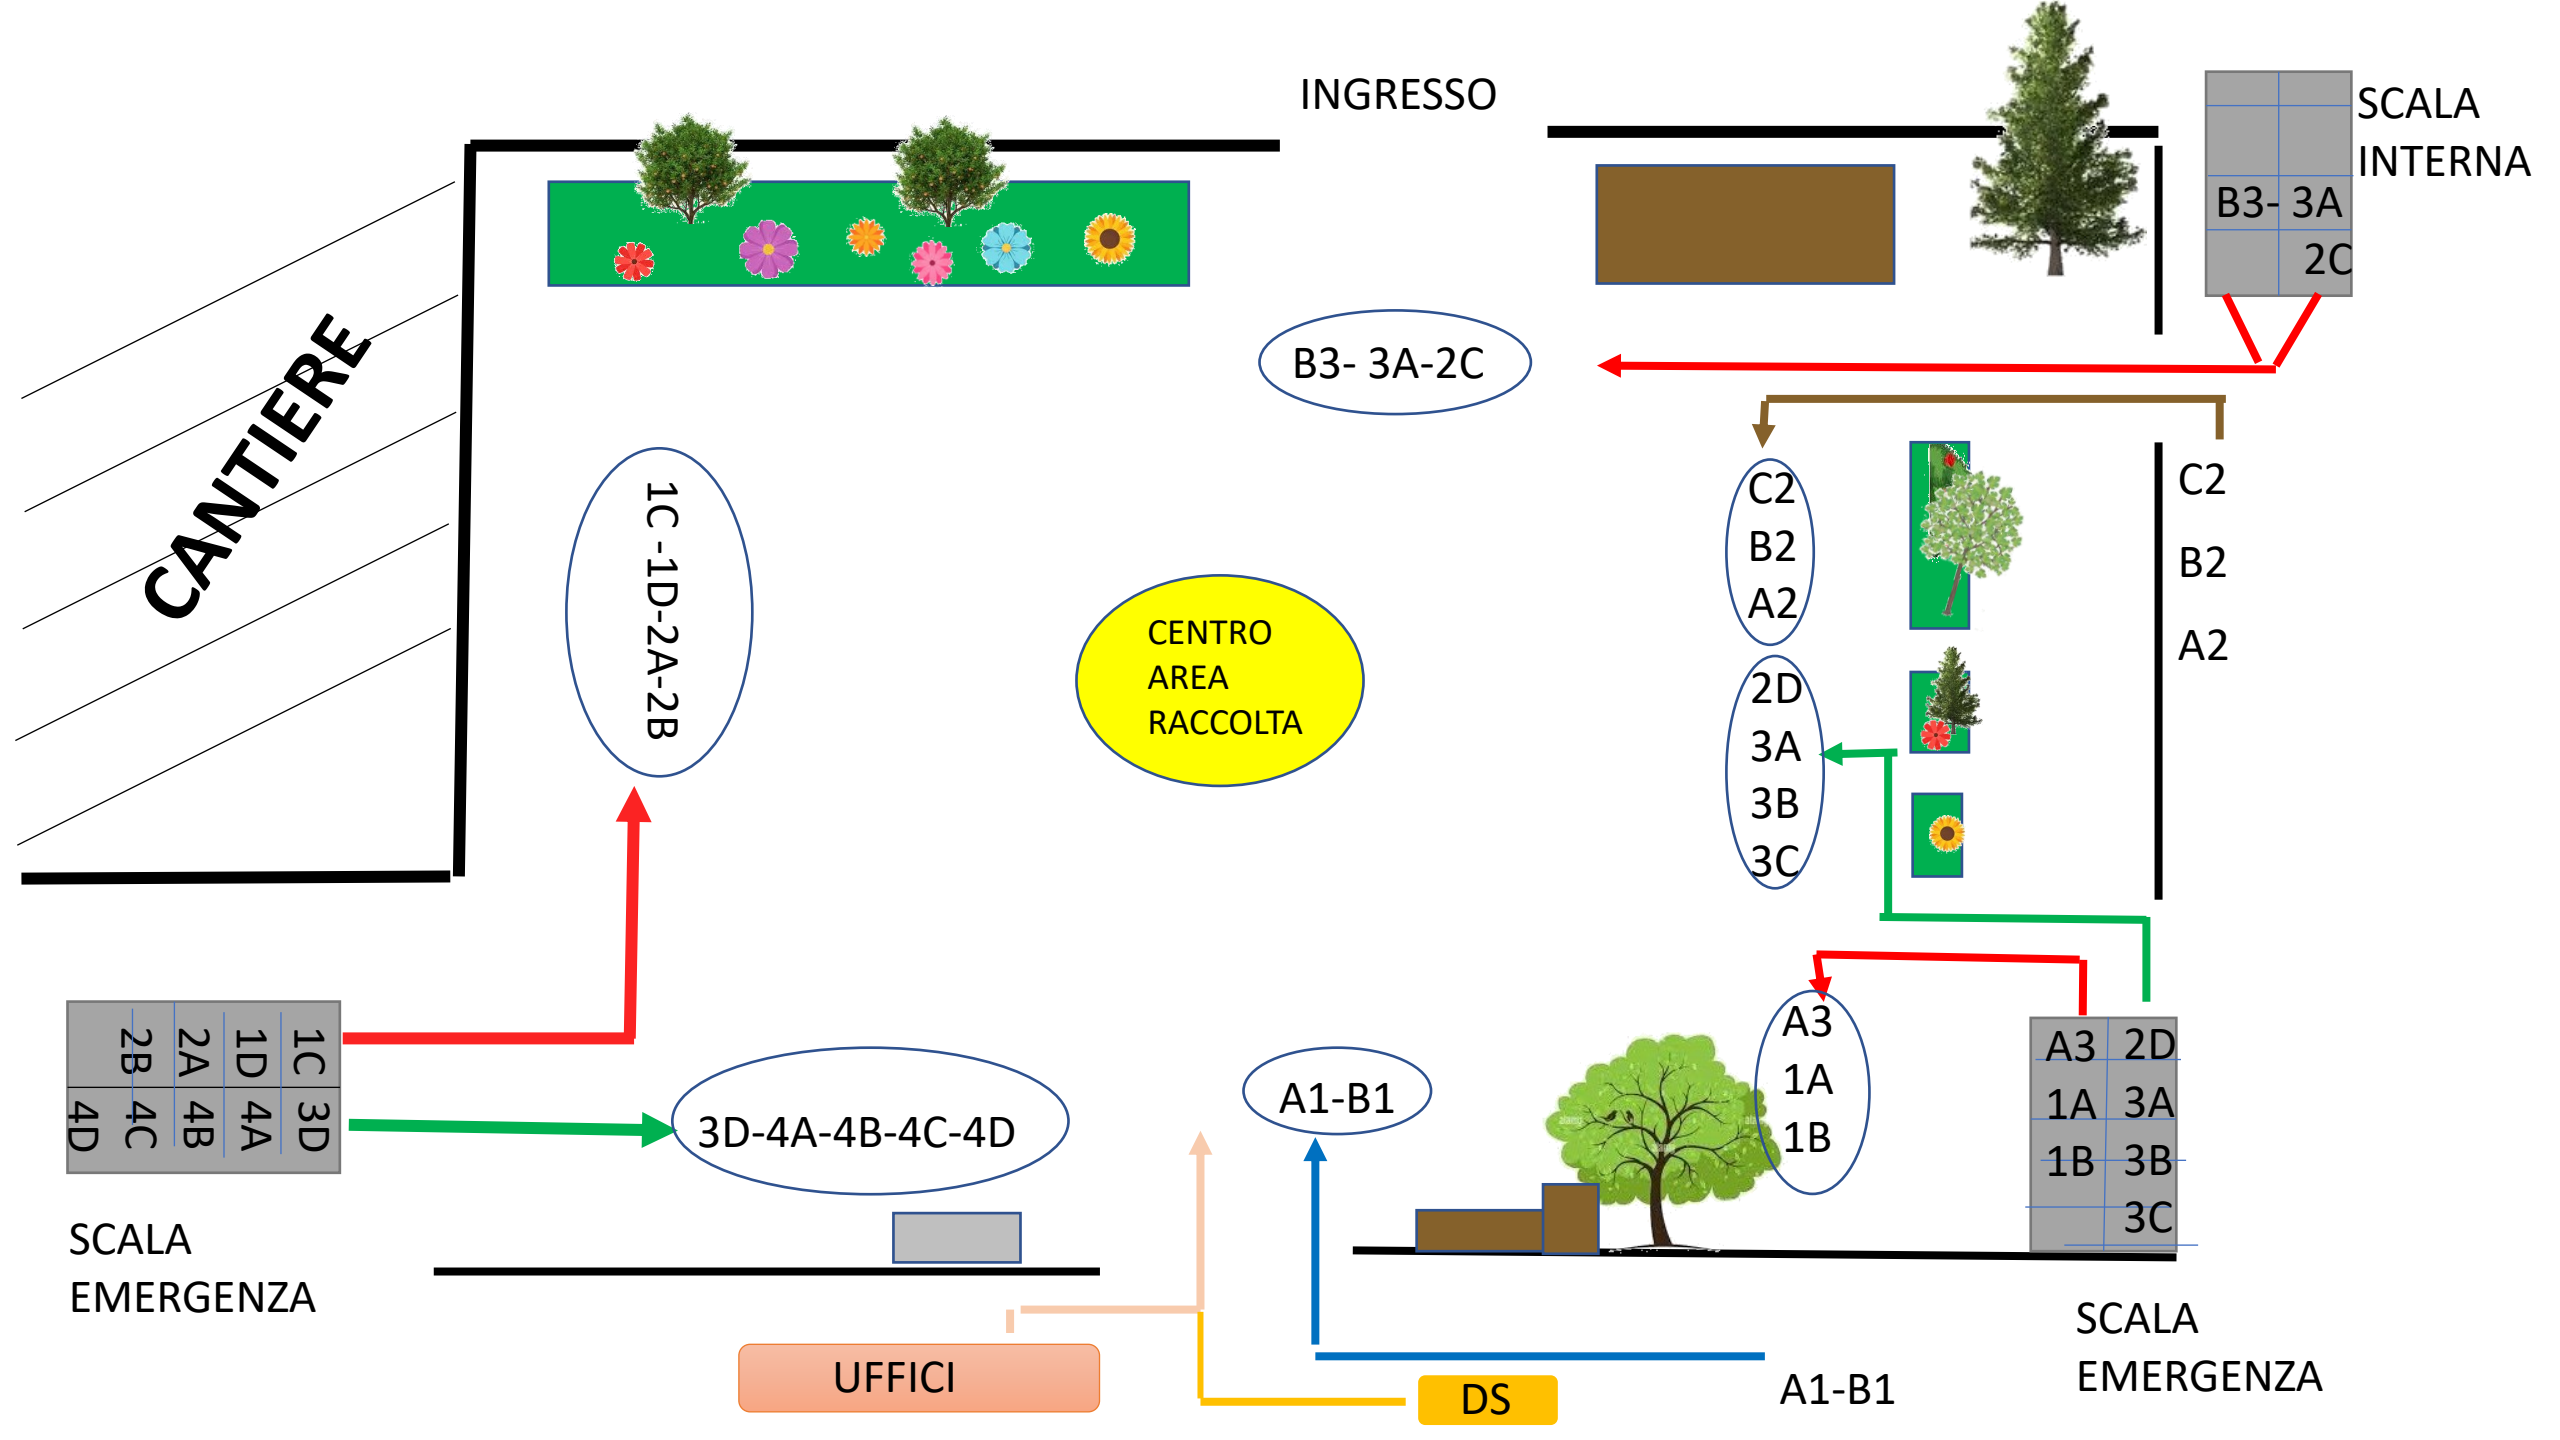 INGRESSO
SCALA
INTERNA
B3- 3A
2C
CANTIERE
B3- 3A-2C
1C -1D-2A-2B
C2
B2
A2
C2
B2
A2
CENTRO
AREA
RACCOLTA
2D
3A
3B
3C
1C
1D
2A
2B
3D
4A
4B
4C
4D
3D-4A-4B-4C-4D
A1-B1
A3
1A
1B
A3 2D
1A 3A
1B 3B
3C
alamy
alamy
alamy
SCALA
EMERGENZA
SCALA
EMERGENZA
UFFICI
DS
A1-B1